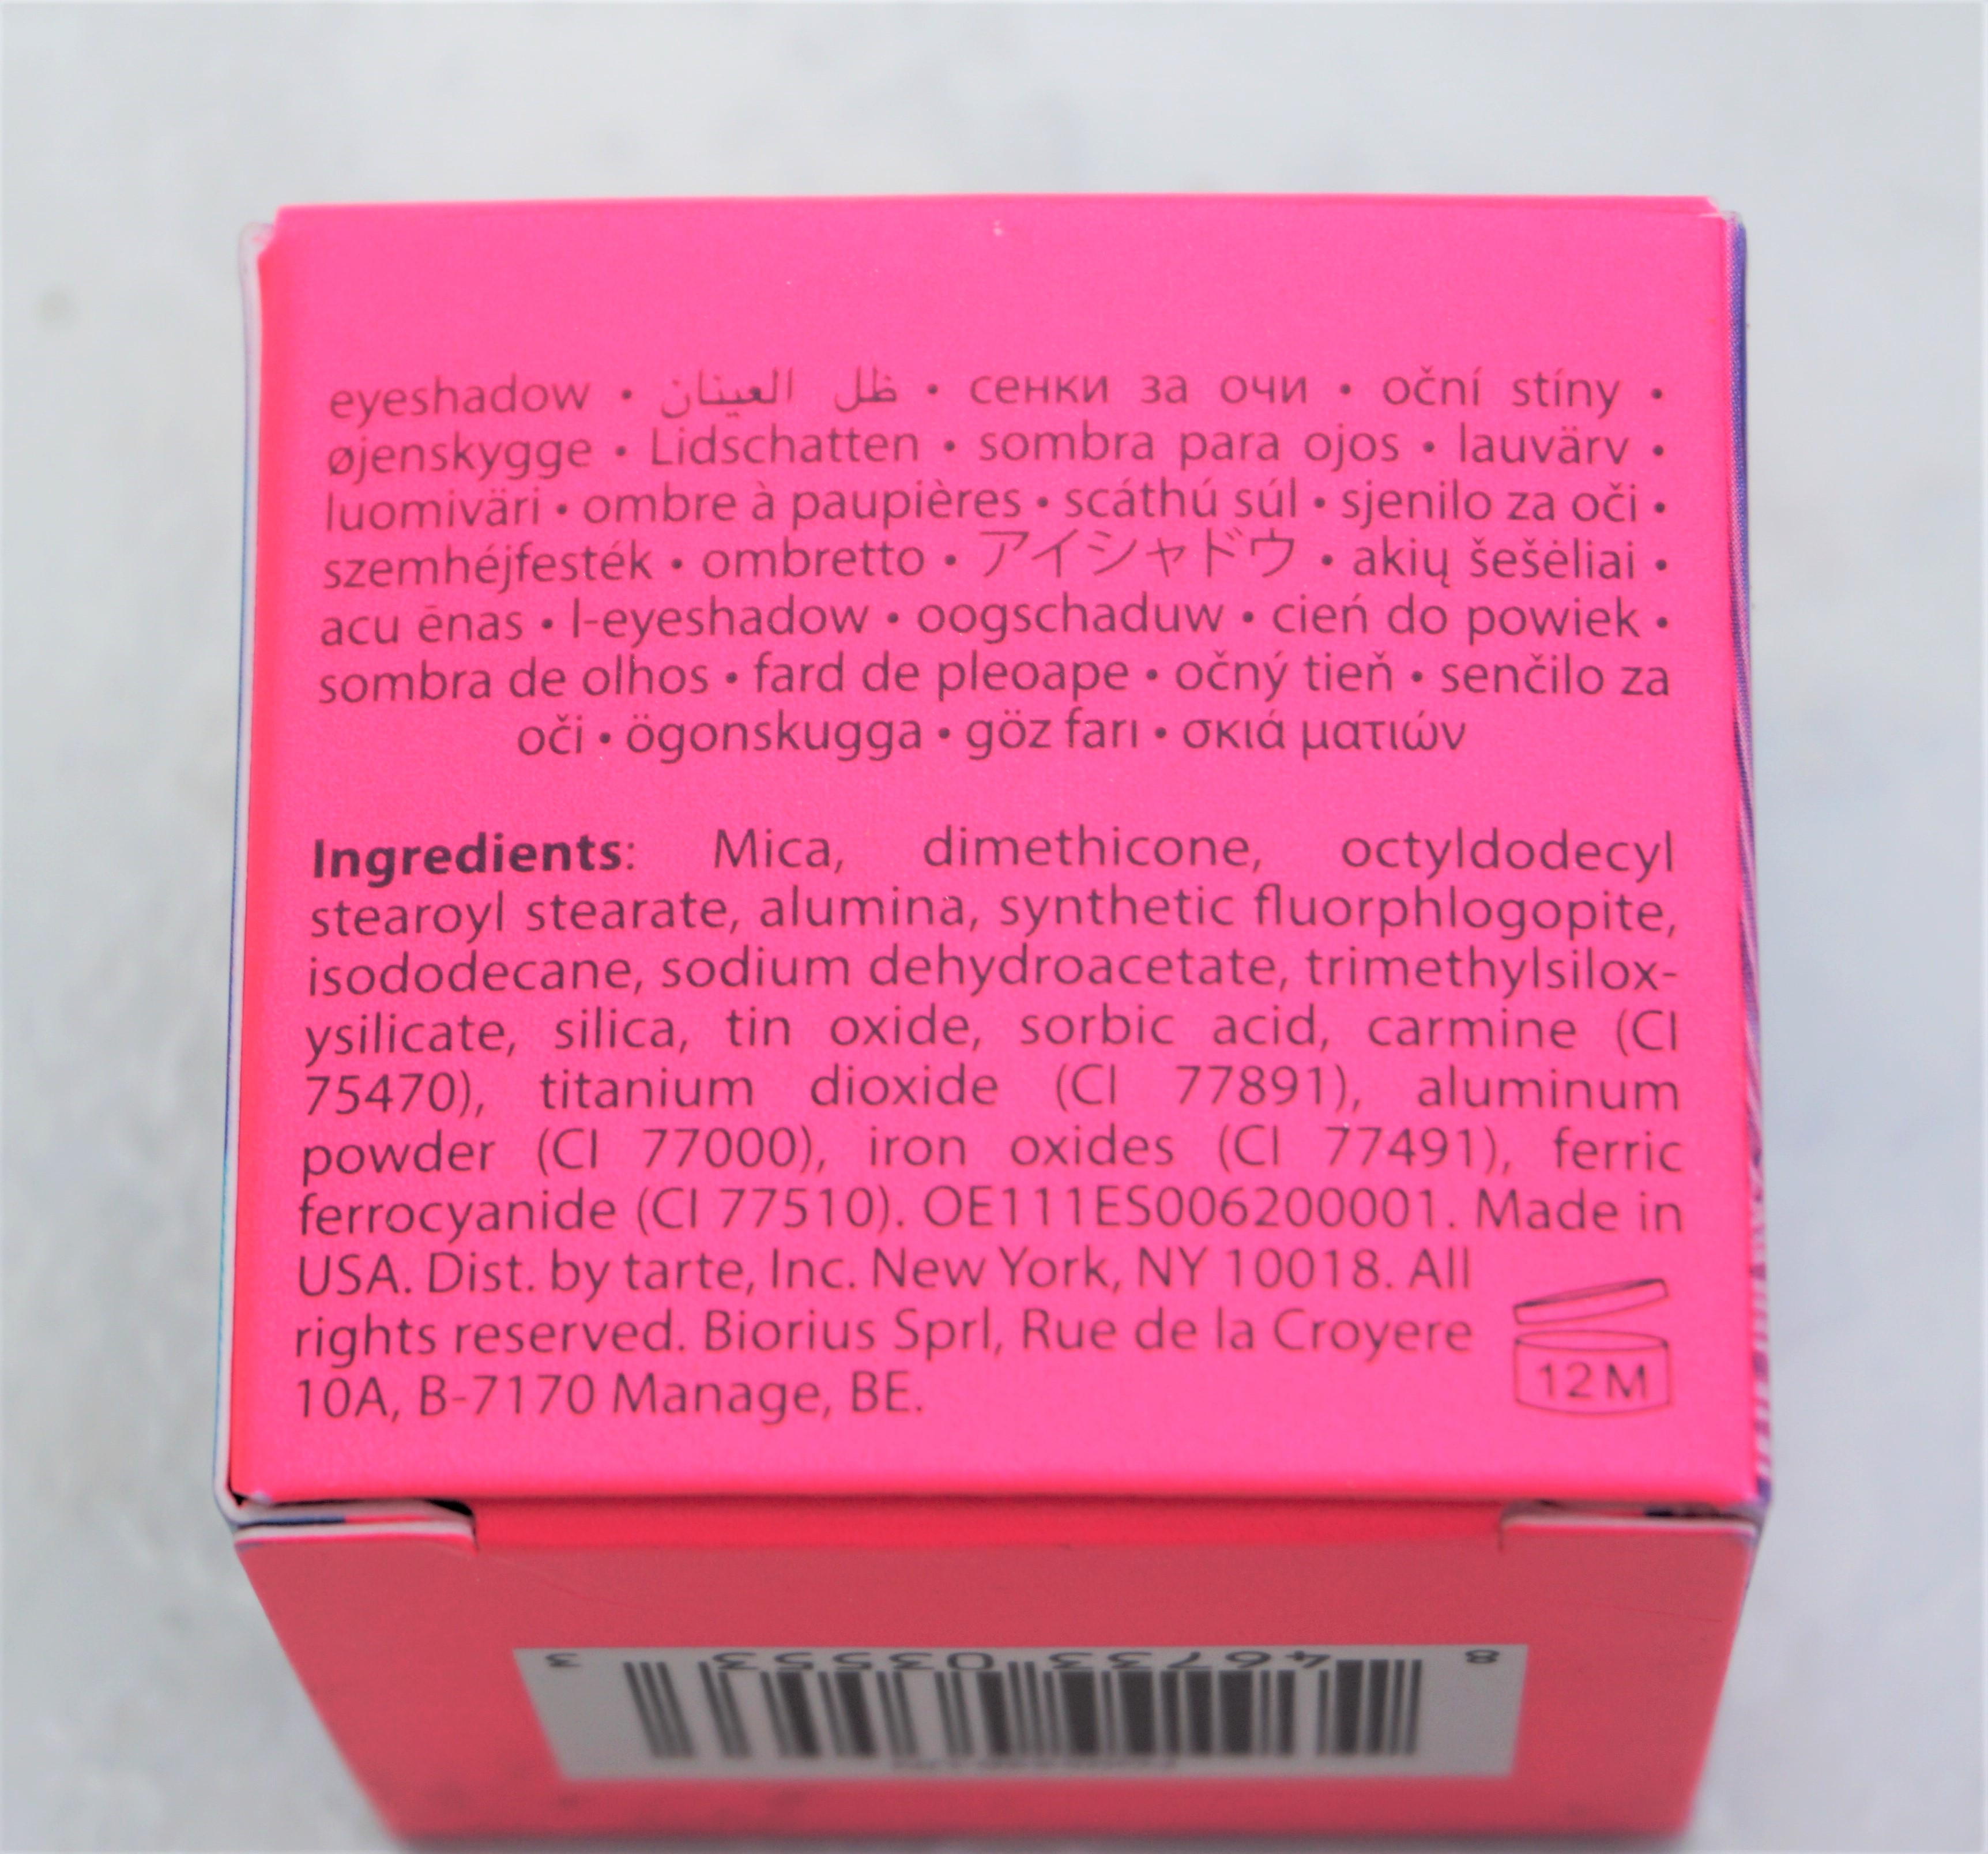 eyeshadow • ظل العينان • сенки за очи • oční stíny •
øjenskygge • Lidschatten • sombra para ojos • lauvärv •
luomiväri • ombre à paupières • scáthú súl • sjenilo za oči •
szemhéjfesték • ombretto • アイシャドウ • akių šešėliai •
acu ēnas • l-eyeshadow • oogschaduw • cień do powiek •
sombra de olhos • fard de pleoape • očný tieň • senčilo za
oči • ögonskugga • göz farı • σκιά ματιών
Ingredients: Mica, dimethicone, octyldodecyl
stearoyl stearate, alumina, synthetic fluorphlogopite,
isododecane, sodium dehydroacetate, trimethylsilox-
ysilicate, silica, tin oxide, sorbic acid, carmine (CI
75470), titanium dioxide (CI 77891), aluminum
powder (CI 77000), iron oxides (CI 77491), ferric
ferrocyanide (CI 77510). OE111ES006200001. Made in
USA. Dist. by tarte, Inc. New York, NY 10018. All
rights reserved. Biorius Sprl, Rue de la Croyere
10A, B-7170 Manage, BE.
12 M
8 46733 03553 3